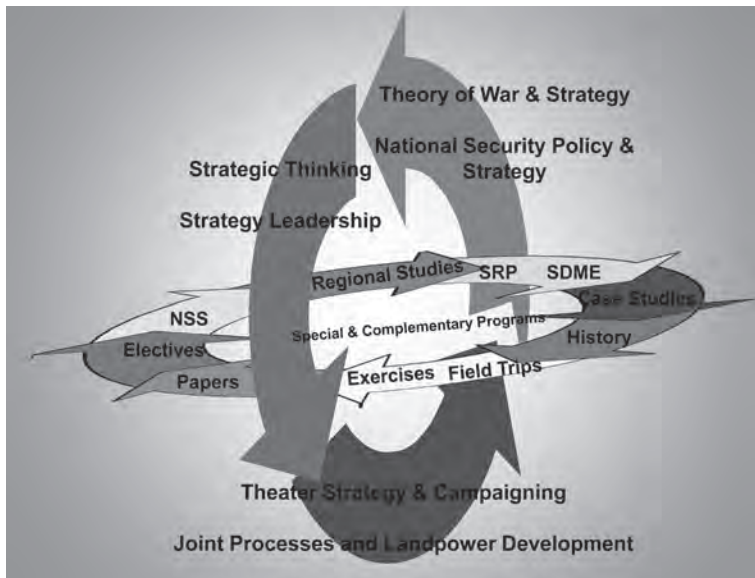 Theory of War & Strategy
National Security Policy &
Strategy
Strategic Thinking
Strategy Leadership
Regional Studies
SRP
SDME
Case Studies
NSS
Special & Complementary Programs
History
Electives
Papers
Exercises
Field Trips
Theater Strategy & Campaigning
Joint Processes and Landpower Development